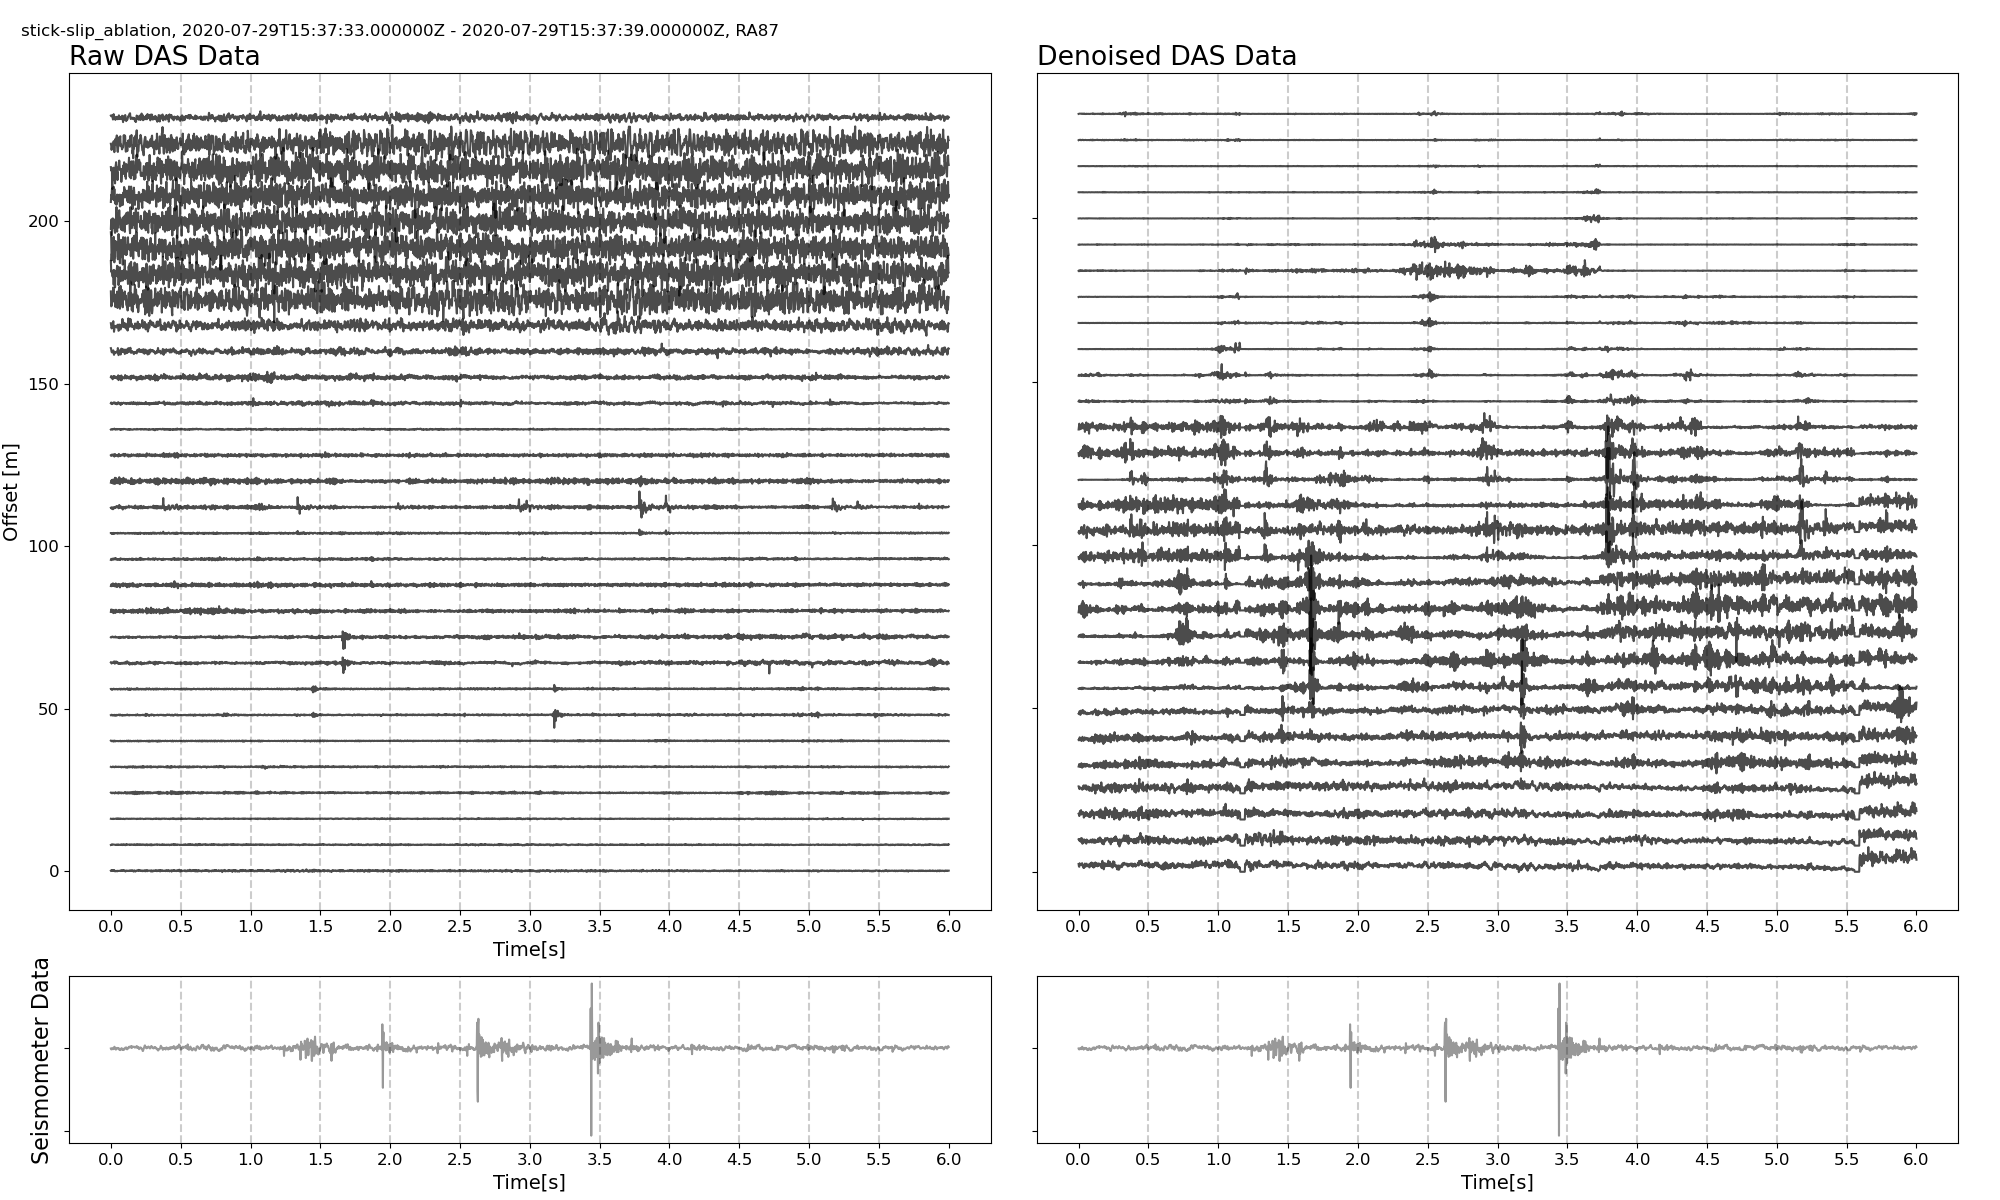 stick-slip_ablation, 2020-07-29T15:37:33.000000Z - 2020-07-29T15:37:39.000000Z, RA87
Raw DAS Data
Denoised DAS Data
Offset [m]
200
150
100
50
0
0.0 0.5 1.0 1.5 2.0 2.5 3.0 3.5 4.0 4.5 5.0 5.5 6.0
Time[s]
0.0 0.5 1.0 1.5 2.0 2.5 3.0 3.5 4.0 4.5 5.0 5.5 6.0
Seismometer Data
0.0 0.5 1.0 1.5 2.0 2.5 3.0 3.5 4.0 4.5 5.0 5.5 6.0
Time[s]
0.0 0.5 1.0 1.5 2.0 2.5 3.0 3.5 4.0 4.5 5.0 5.5 6.0
Time[s]